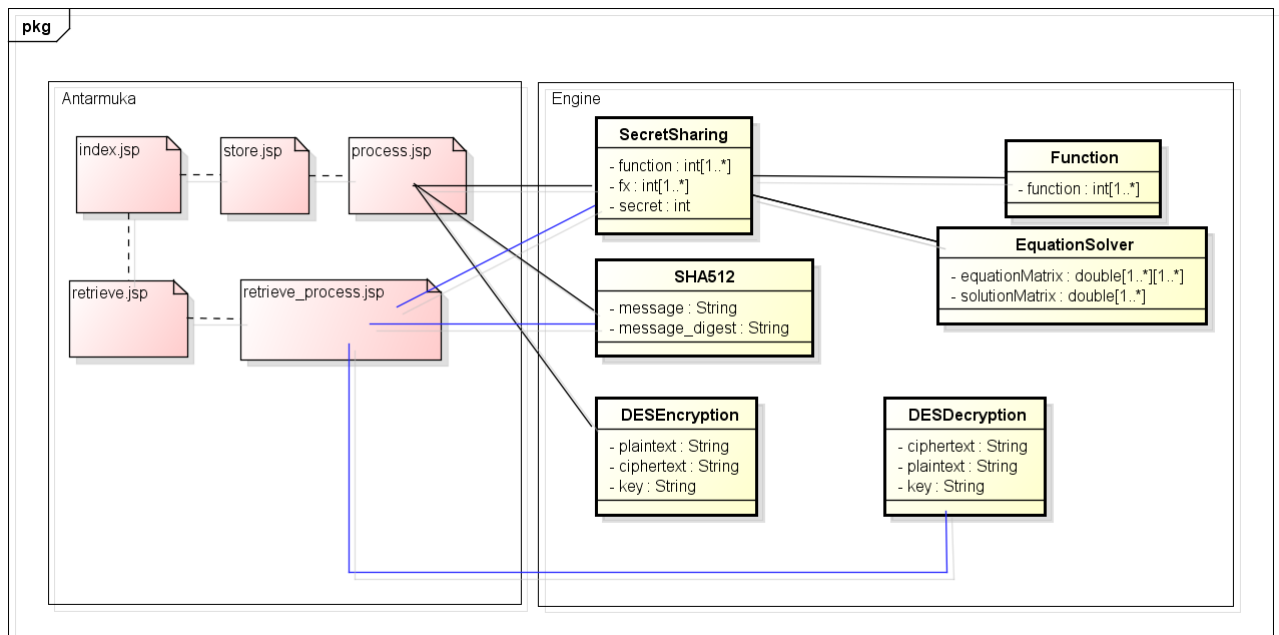 pkg
Antarmuka
index.jsp
store.jsp
process.jsp
retrieve.jsp
retrieve_process.jsp
Engine
SecretSharing
- function : int[1..*]
- fx : int[1..*]
- secret : int
Function
- function : int[1..*]
EquationSolver
- equationMatrix : double[1..*][1..*]
- solutionMatrix : double[1..*]
SHA512
- message : String
- message_digest : String
DESEncryption
- plaintext : String
- ciphertext : String
- key : String
DESDecryption
- ciphertext : String
- plaintext : String
- key : String